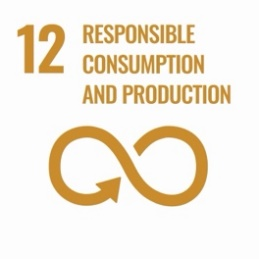 12 RESPONSIBLE
CONSUMPTION
AND PRODUCTION